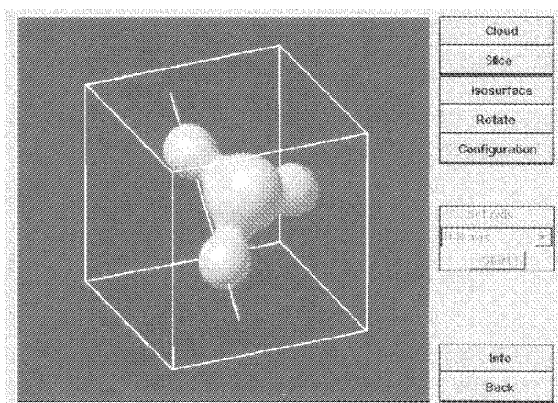 Cloud
Slice
Isosurface
Rotate
Configuration
Info
Back